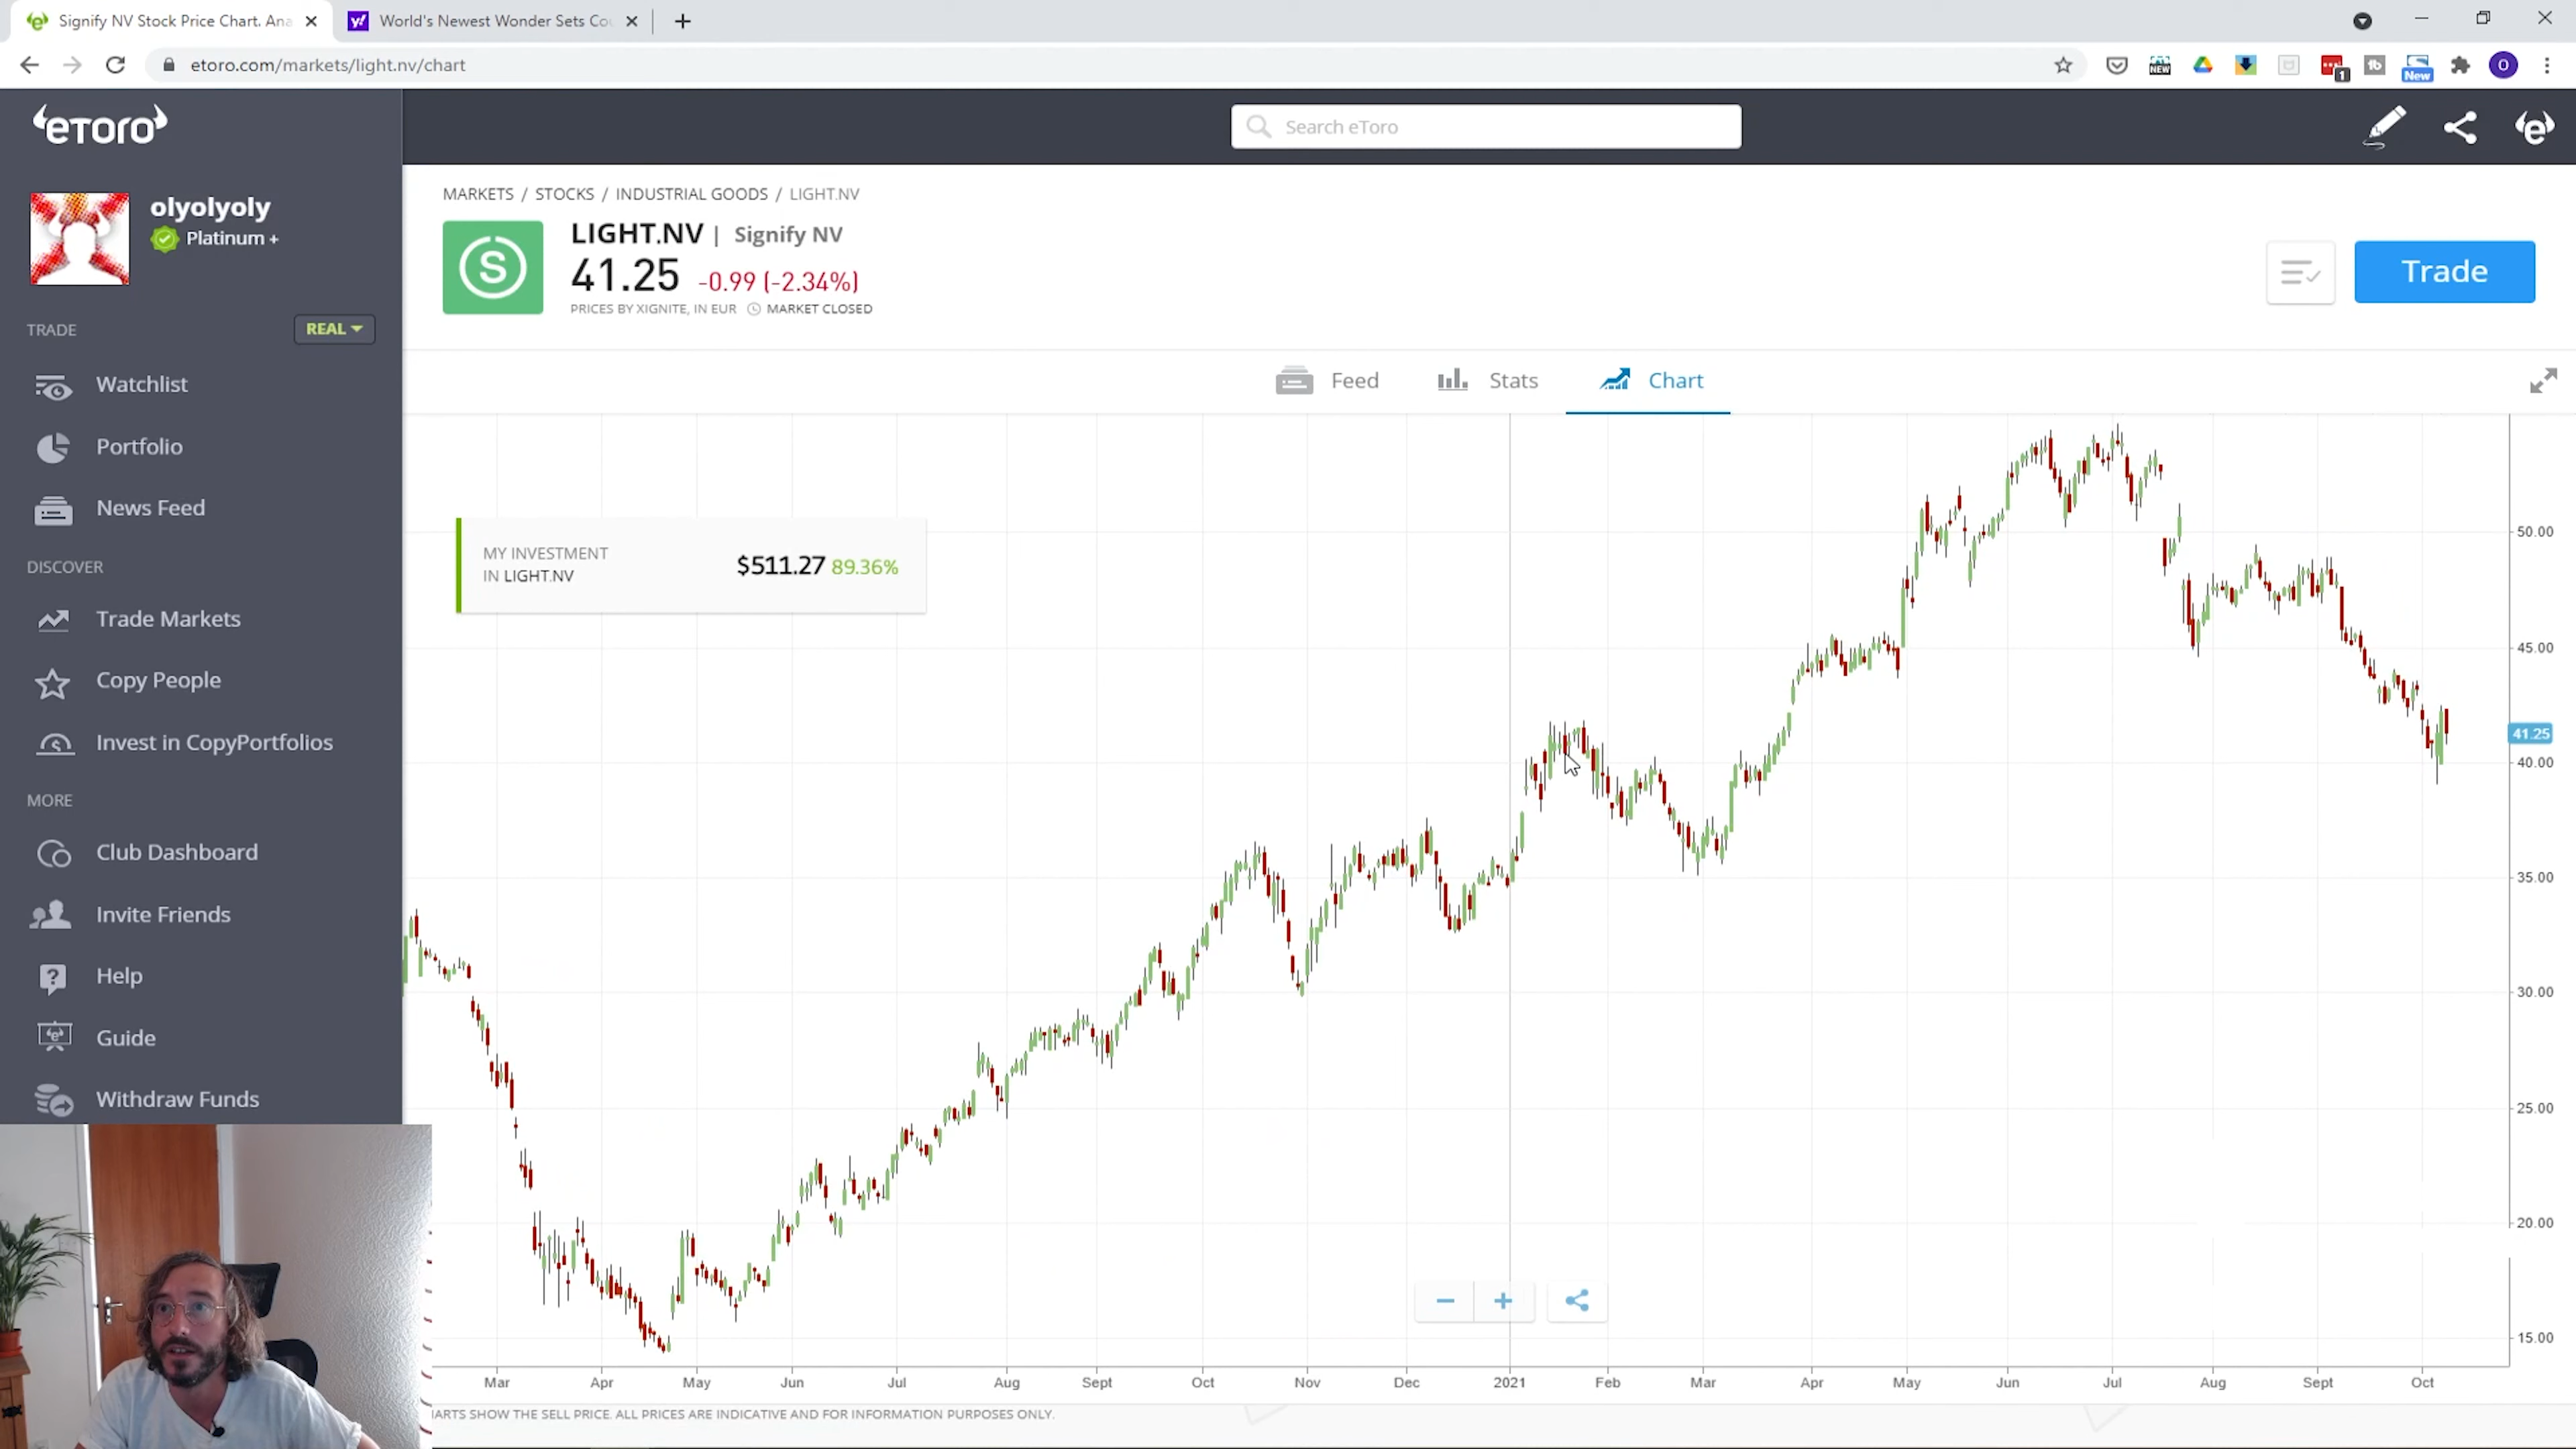 Signify NV Stock Price Chart. Ana
World's Newest Wonder Sets Cou
etoro.com/markets/light.nv/chart
NEW
1
New
O
eToro
Search eToro
olyolyoly
Platinum +
TRADE
REAL
Watchlist
Portfolio
News Feed
DISCOVER
Trade Markets
Copy People
Invest in CopyPortfolios
MORE
Club Dashboard
Invite Friends
Help
Guide
Withdraw Funds
MARKETS / STOCKS / INDUSTRIAL GOODS / LIGHT.NV
S
LIGHT.NV | Signify NV
41.25 -0.99 (-2.34%)
PRICES BY XIGNITE, IN EUR MARKET CLOSED
Trade
Feed
Stats
Chart
MY INVESTMENT
IN LIGHT.NV
$511.27 89.36%
50.00
45.00
41.25
40.00
35.00
30.00
25.00
20.00
15.00
Mar Apr May Jun Jul Aug Sept Oct Nov Dec 2021 Feb Mar Apr May Jun Jul Aug Sept Oct
ARTS SHOW THE SELL PRICE. ALL PRICES ARE INDICATIVE AND FOR INFORMATION PURPOSES ONLY.